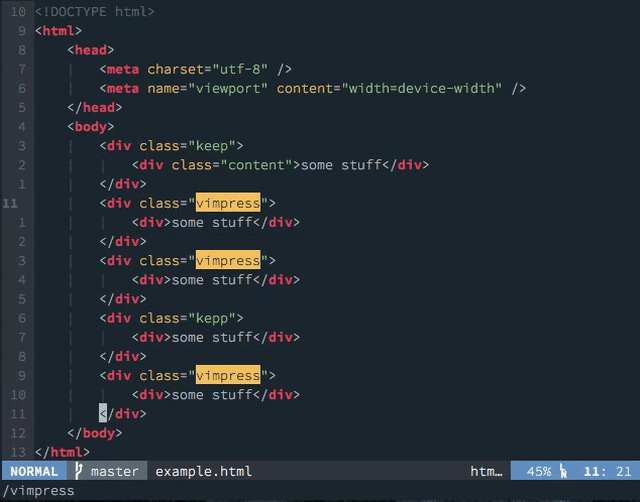 10 <!DOCTYPE html>
9 <html>
8 <head>
7 <meta charset="utf-8" />
6 <meta name="viewport" content="width=device-width" />
5 </head>
4 <body>
3 <div class="keep">
2 <div class="content">some stuff</div>
1 </div>
11 <div class="vimpress">
1 <div>some stuff</div>
2 </div>
3 <div class="vimpress">
4 <div>some stuff</div>
5 </div>
6 <div class="kepp">
7 <div>some stuff</div>
8 </div>
9 <div class="vimpress">
10 <div>some stuff</div>
11 </div>
12 </body>
13 </html>
NORMAL master example.html htm… 45% LN 11: 21
/vimpress